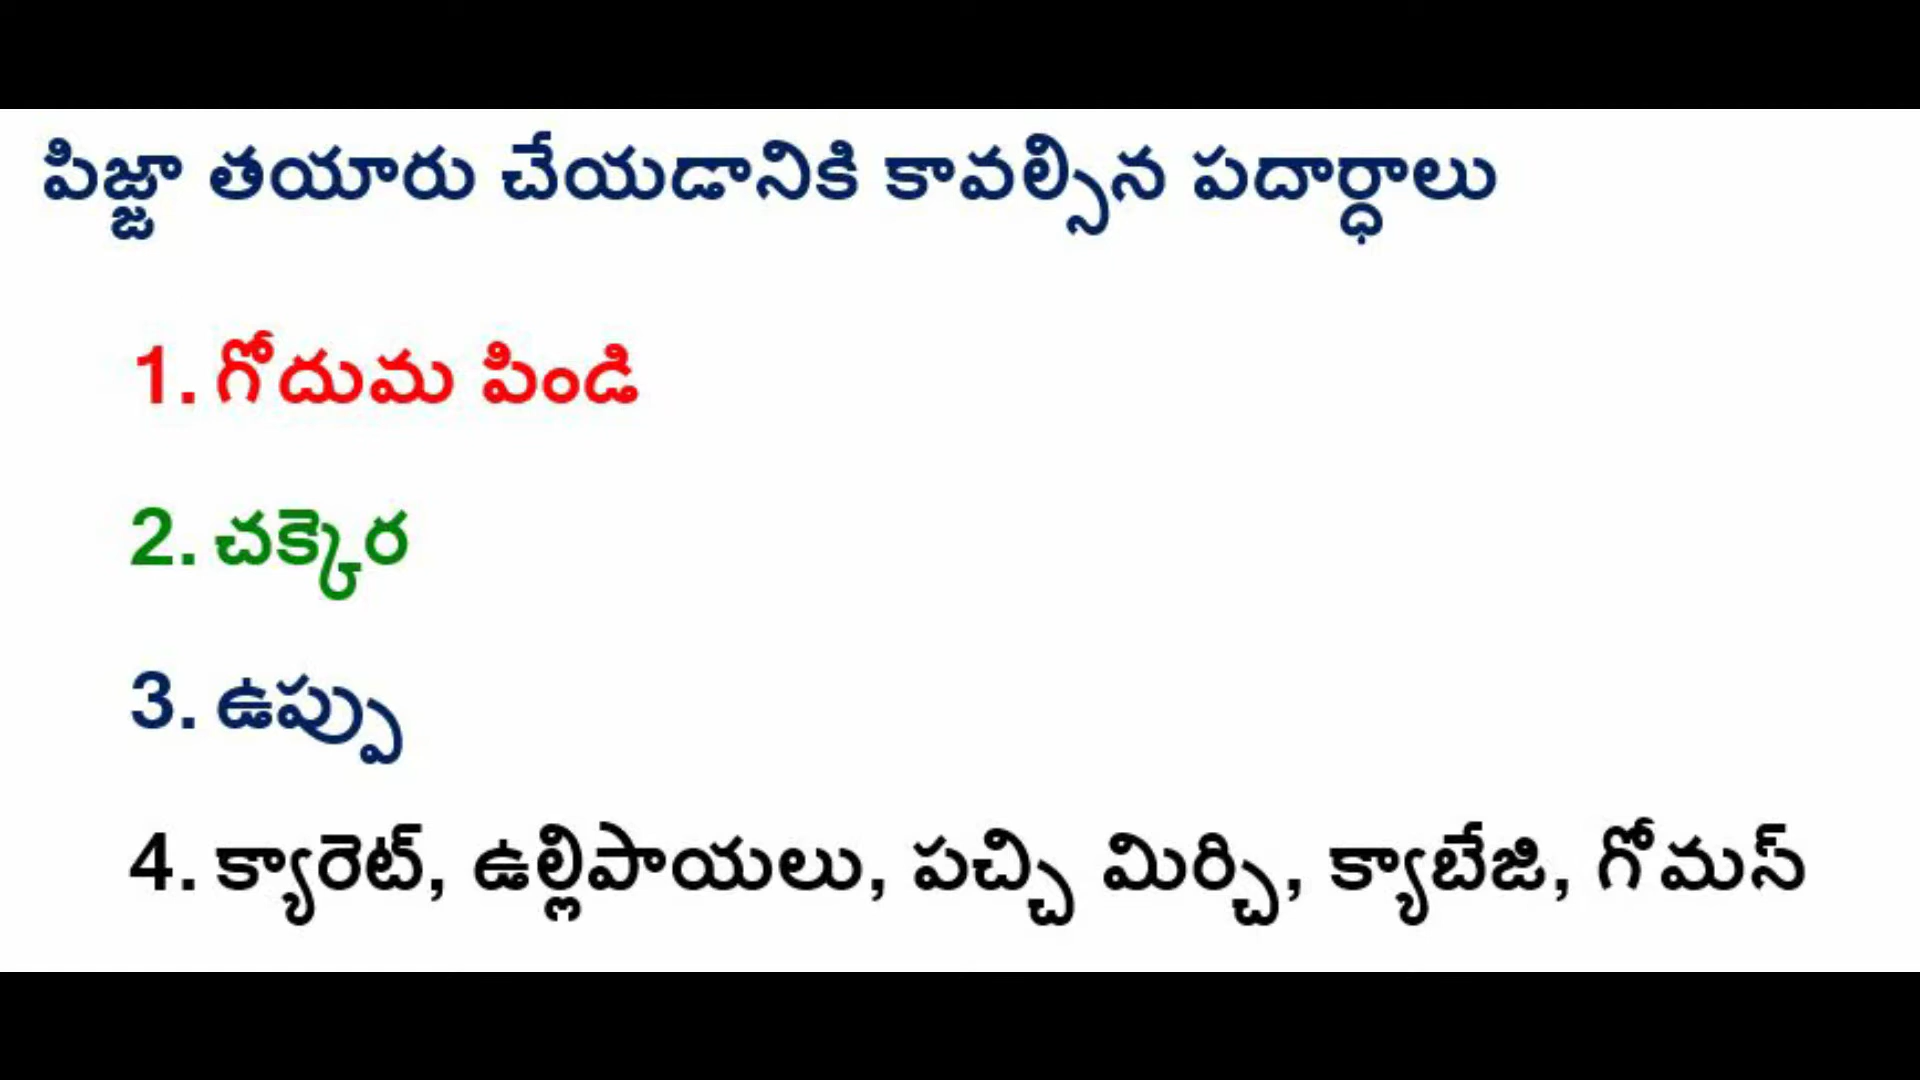 పిజ్జా తయారు చేయడానికి కావల్సిన పదార్ధాలు
1. గోదుమ పిండి
2. చక్కెర
3. ఉప్పు
4. క్యారెట్, ఉల్లిపాయలు, పచ్చి మిర్చి, క్యాబేజి, గోమస్